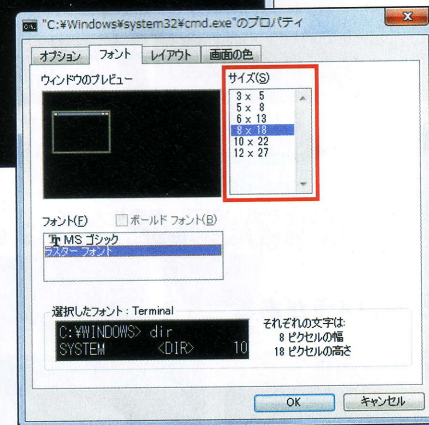 "C:¥Windows¥system32¥cmd.exe"のプロパティ
オプション フォント レイアウト 画面の色
ウィンドウのプレビュー
サイズ(S)
3 x 5
5 x 8
6 x 13
8 x 18
10 x 22
12 x 27
フォント(F) ボールド フォント(B)
MS ゴシック
ラスター フォント
選択したフォント : Terminal
C:¥WINDOWS> dir
SYSTEM <DIR> 10
それぞれの文字は:
8 ピクセルの幅
18 ピクセルの高さ
OK キャンセル